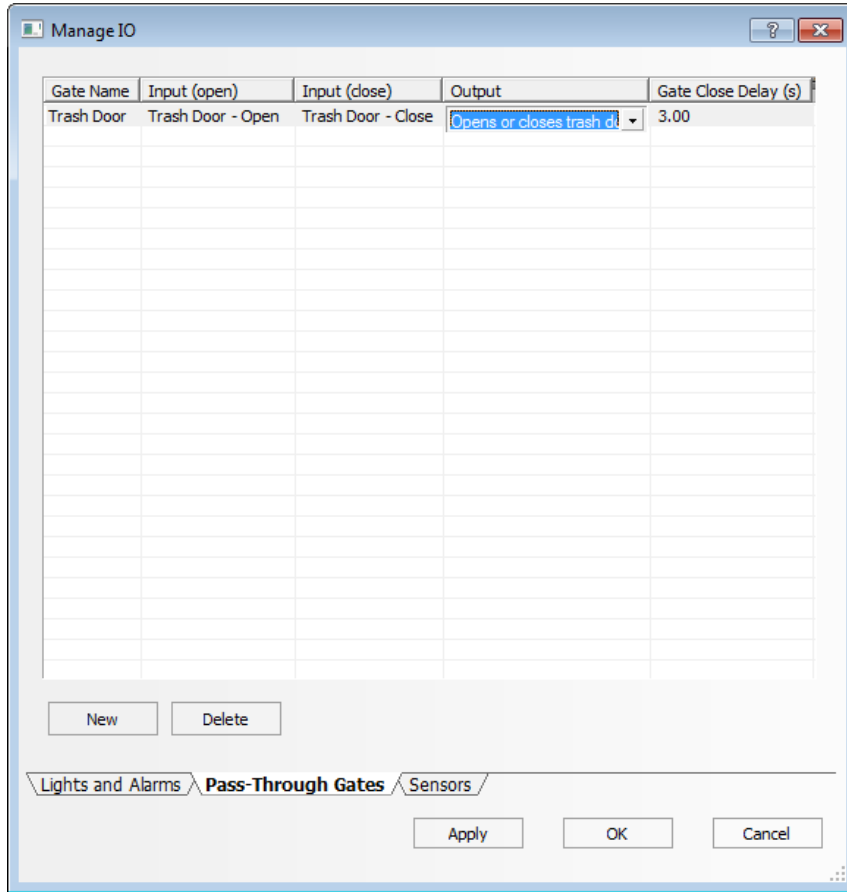 Manage IO
Gate Name Input (open) Input (close) Output Gate Close Delay (s)
Trash Door Trash Door - Open Trash Door - Close Opens or closes trash 3.00
New Delete
Lights and Alarms Pass-Through Gates Sensors
Apply OK Cancel